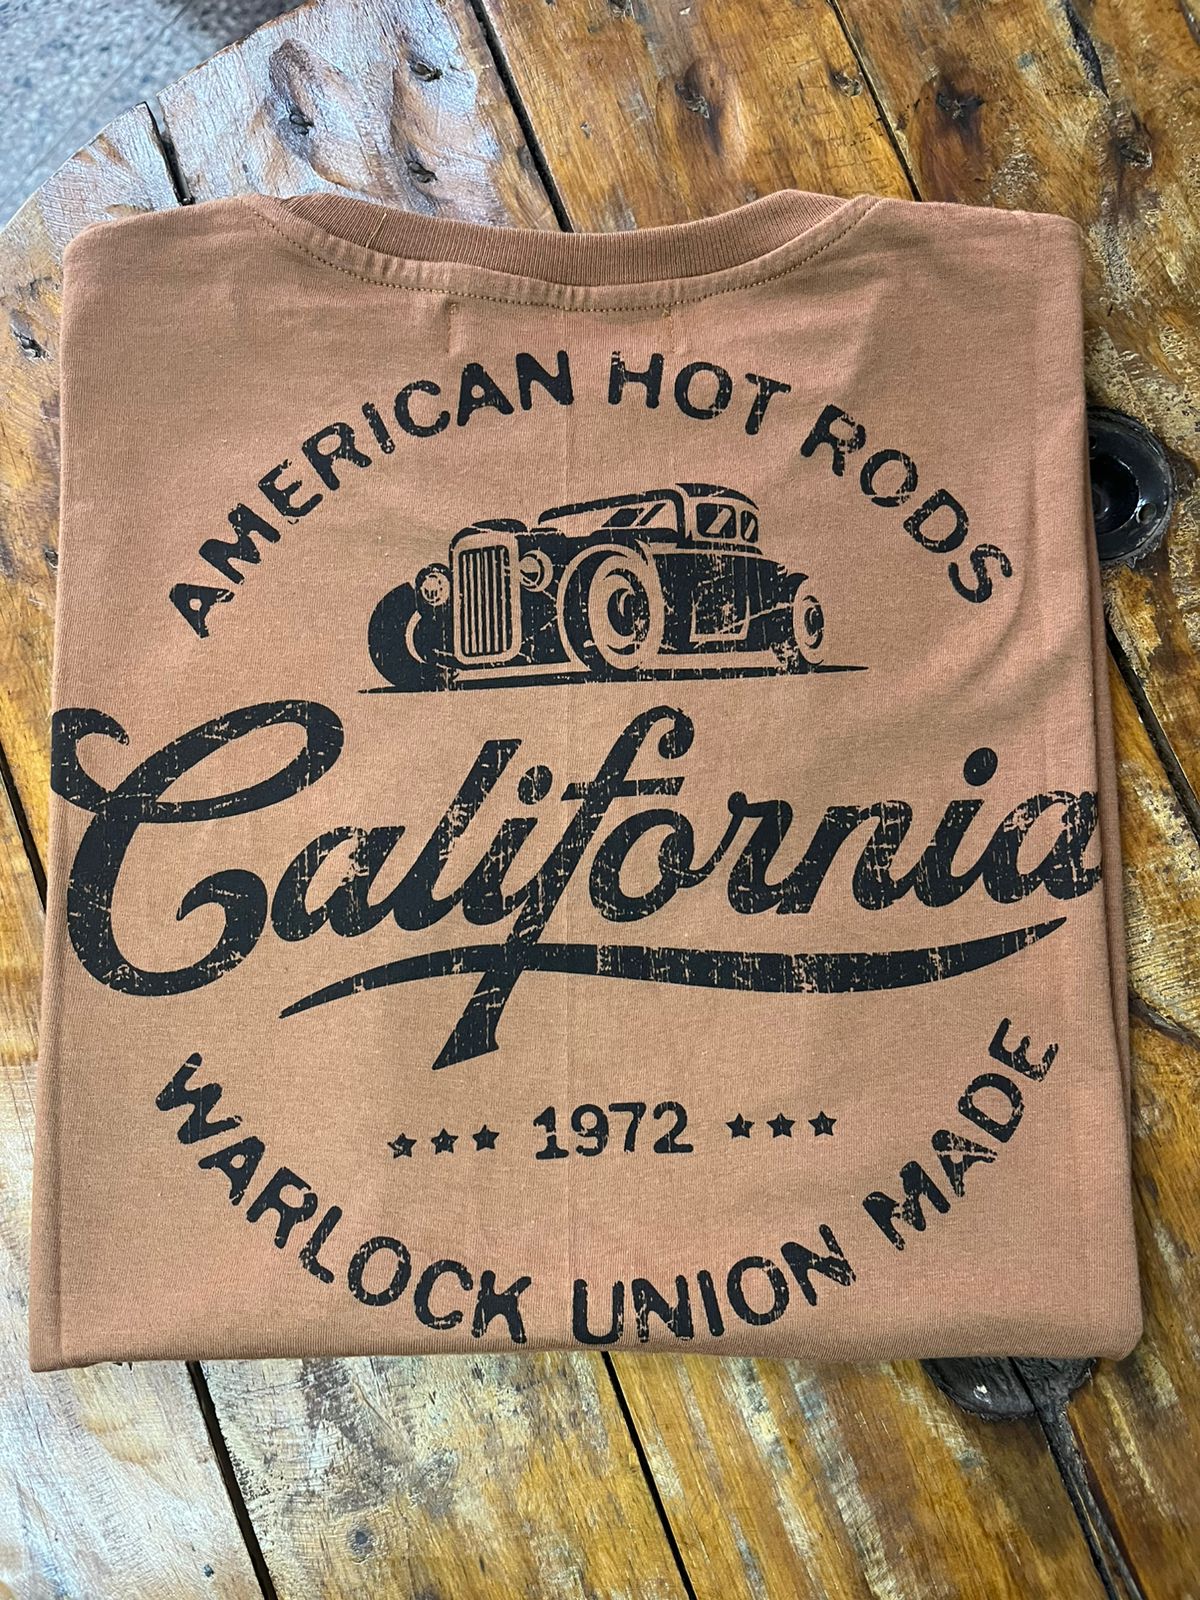 AMERICAN HOT RODS
California
1972
WARLOCK UNION MADE